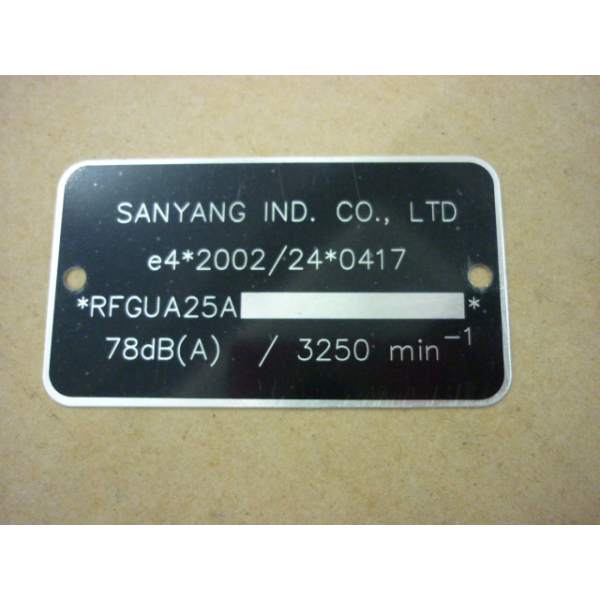 SANYANG IND. CO., LTD
e4*2002/24*0417
*RFGUA25A *
78dB(A) / 3250 min⁻¹